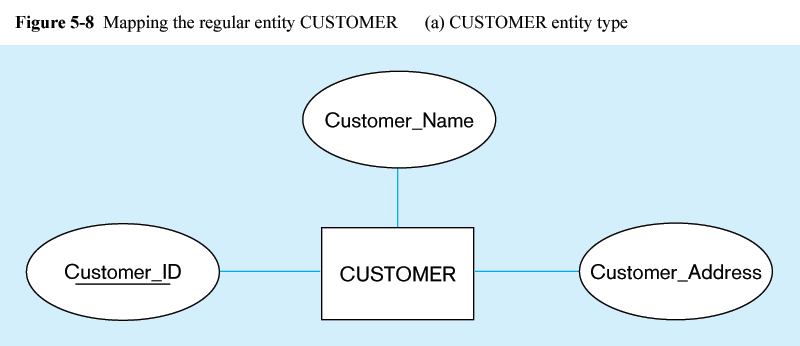 Figure 5-8 Mapping the regular entity CUSTOMER (a) CUSTOMER entity type
Customer_Name
Customer_ID
CUSTOMER
Customer_Address